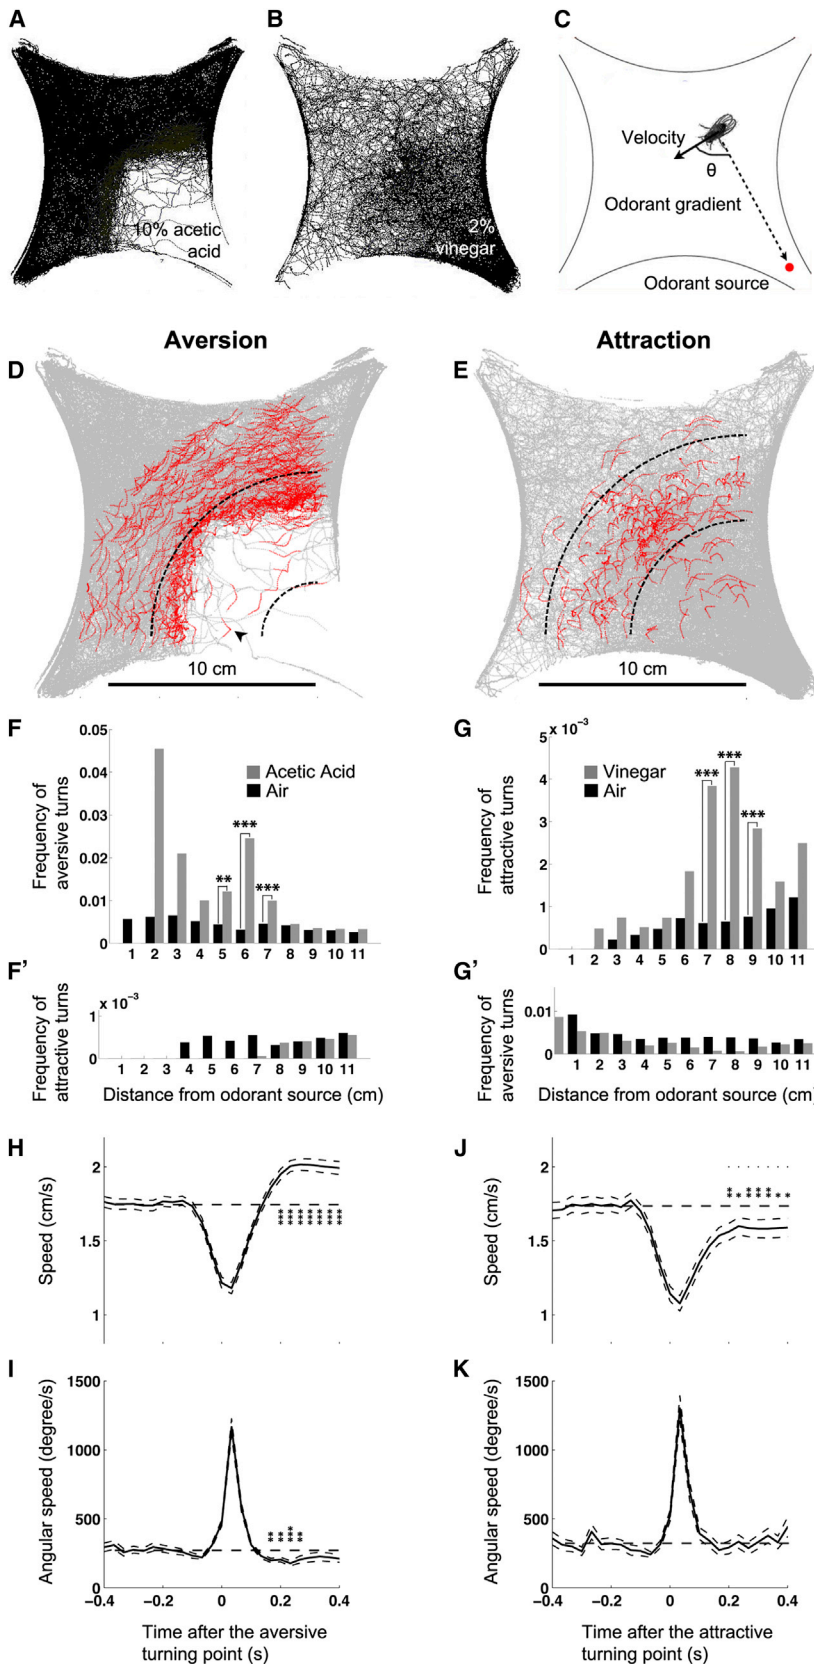 A
B
C
10% acetic
acid
2%
vinegar
Velocity
θ
Odorant gradient
Odorant source
Aversion
Attraction
D
E
10 cm
10 cm
F
Frequency of
aversive turns
0.05
0.04
0.03
0.02
0.01
0
Acetic Acid
Air
**
***
***
1 2 3 4 5 6 7 8 9 10 11
G
Frequency of
attractive turns
x 10⁻³
5
4
3
2
1
0
Vinegar
Air
***
***
***
1 2 3 4 5 6 7 8 9 10 11
F'
Frequency of
attractive turns
x 10⁻³
1
0
1 2 3 4 5 6 7 8 9 10 11
Distance from odorant source (cm)
G'
Frequency of
aversive turns
0.01
0
1 2 3 4 5 6 7 8 9 10 11
Distance from odorant source (cm)
H
Speed (cm/s)
2
1.5
1
*** *** *** *** *** *** ***
J
Speed (cm/s)
2
1.5
1
** * ** ** ** * *
I
Angular speed (degree/s)
1500
1000
500
0
** ** *** **
−0.4 −0.2 0 0.2 0.4
Time after the aversive
turning point (s)
K
Angular speed (degree/s)
1500
1000
500
0
−0.4 −0.2 0 0.2 0.4
Time after the attractive
turning point (s)